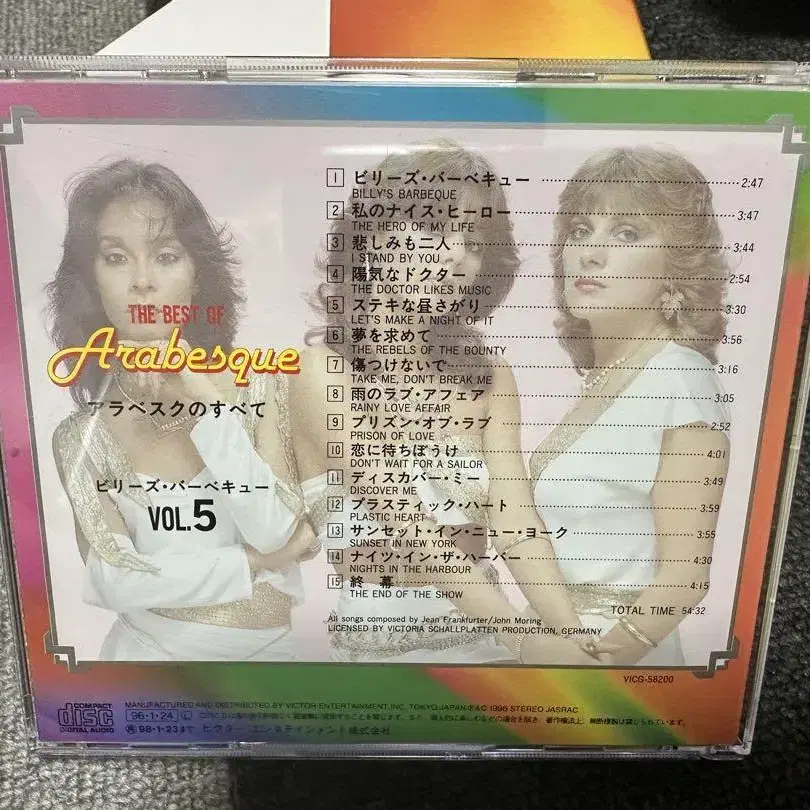 THE BEST OF
Arabesque
アラベスクのすべて
ビリーズ・バーベキュー
VOL.5
1 ビリーズ・バーベキュー 2:47
BILLY'S BARBEQUE
2 私のナイス・ヒーロー 3:47
THE HERO OF MY LIFE
3 悲しみも二人 3:44
I STAND BY YOU
4 陽気なドクター 2:54
THE DOCTOR LIKES MUSIC
5 ステキな昼さがり 3:30
LET'S MAKE A NIGHT OF IT
6 夢を求めて 3:56
THE REBELS OF THE BOUNTY
7 傷つけないで 3:16
TAKE ME, DON'T BREAK ME
8 雨のラブ・アフェア 3:05
RAINY LOVE AFFAIR
9 プリズン・オブ・ラブ 2:52
PRISON OF LOVE
10 恋に待ちぼうけ 4:01
DON'T WAIT FOR A SAILOR
11 ディスカバー・ミー 3:49
DISCOVER ME
12 プラスティック・ハート 3:59
PLASTIC HEART
13 サンセット・イン・ニュー・ヨーク 3:55
SUNSET IN NEW YORK
14 ナイツ・イン・ザ・ハーバー 4:30
NIGHTS IN THE HARBOUR
15 終 幕 4:15
THE END OF THE SHOW
TOTAL TIME 54:32
All songs composed by Jean Frankfurter/John Moring
LICENSED BY VICTORIA SCHALLPLATTEN PRODUCTION, GERMANY
VICG-58200
COMPACT
disc
DIGITAL AUDIO
MANUFACTURED AND DISTRIBUTED BY VICTOR ENTERTAINMENT, INC. TOKYO, JAPAN
1996 STEREO JASRAC
96・1・24 L
98・1・23まで ビクターエンタテインメント株式会社